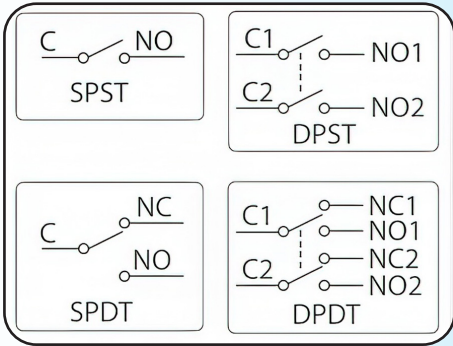 C NO
SPST
C1 NO1
C2 NO2
DPST
NC
C
NO
SPDT
NC1
C1 NO1
NC2
C2 NO2
DPDT